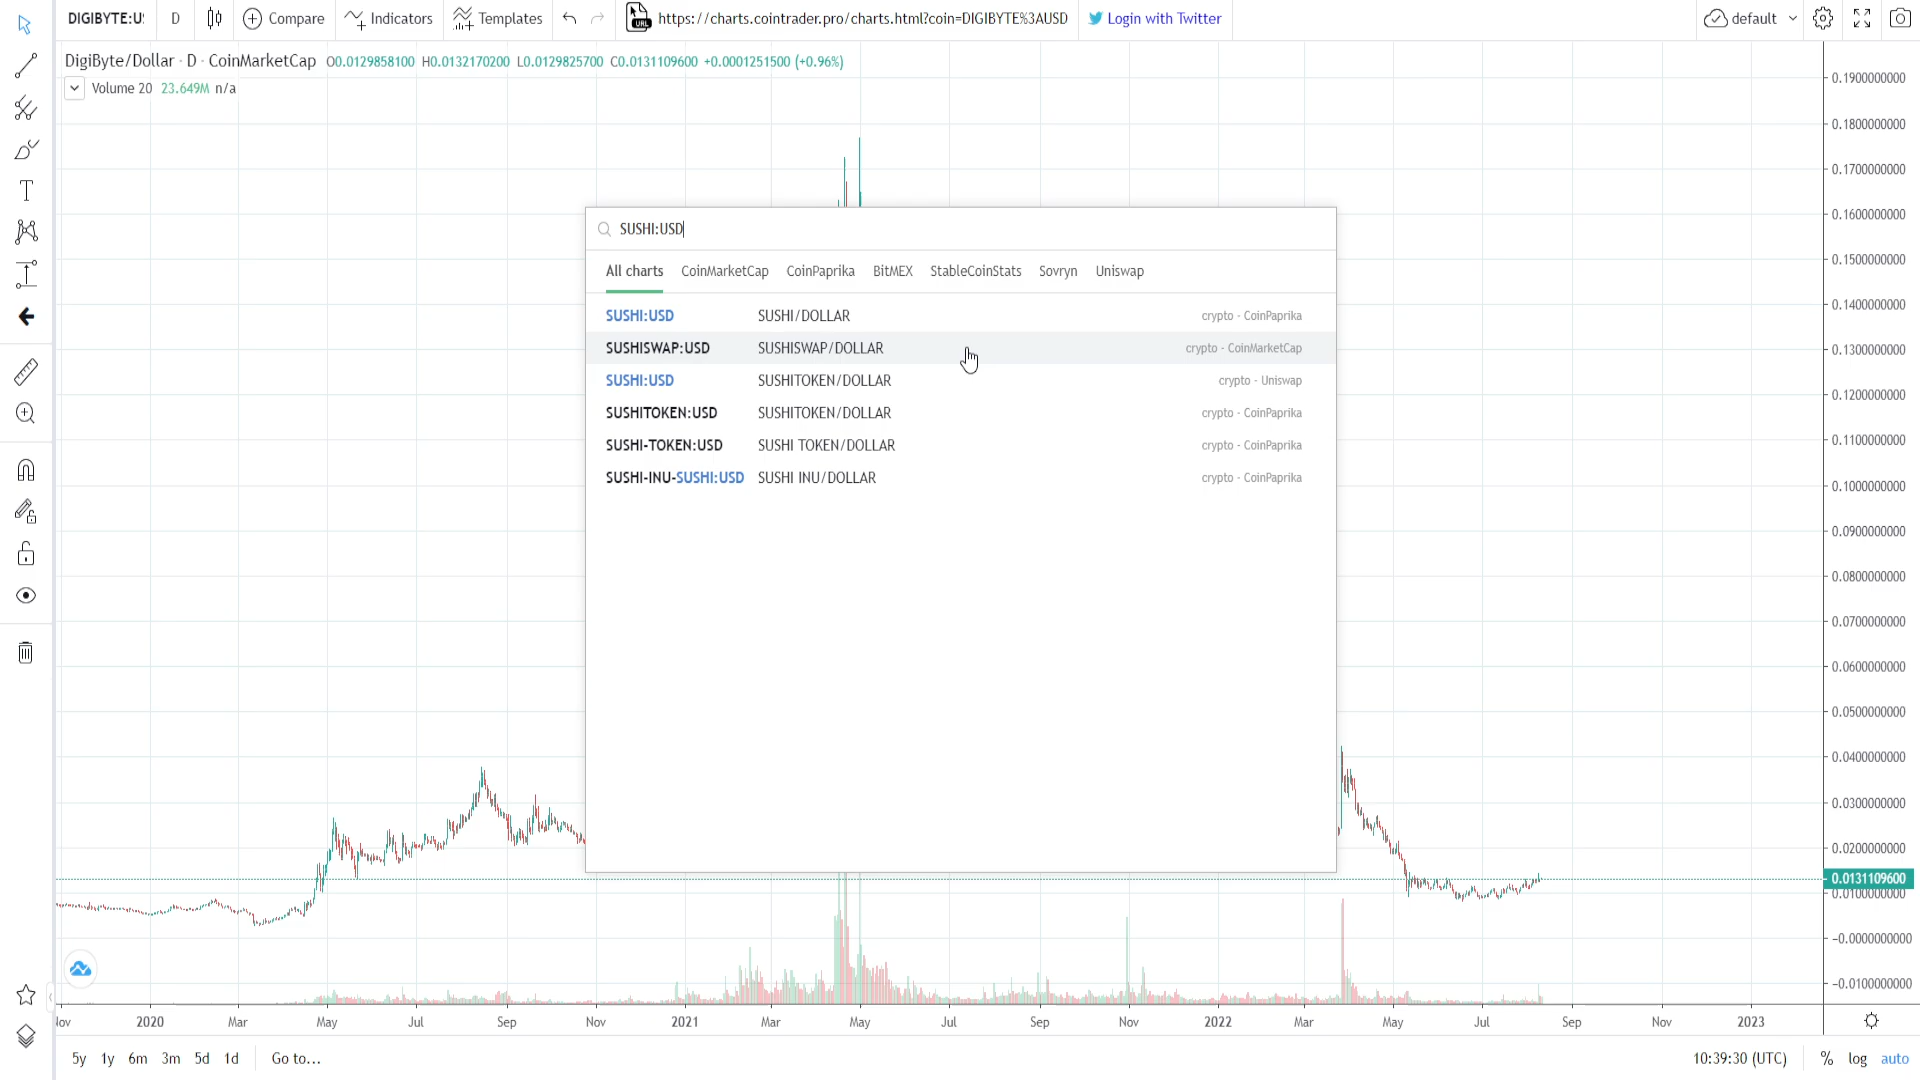 DIGIBYTE:U: D Compare Indicators Templates URL https://charts.cointrader.pro/charts.html?coin=DIGIBYTE%3AUSD Login with Twitter default
DigiByte/Dollar · D · CoinMarketCap O0.0129858100 H0.0132170200 L0.0129825700 C0.0131109600 +0.0001251500 (+0.96%)
Volume 20 23.649M n/a
SUSHI:USD
All charts CoinMarketCap CoinPaprika BitMEX StableCoinStats Sovryn Uniswap
SUSHI:USD SUSHI/DOLLAR crypto - CoinPaprika
SUSHISWAP:USD SUSHISWAP/DOLLAR crypto - CoinMarketCap
SUSHI:USD SUSHITOKEN/DOLLAR crypto - Uniswap
SUSHITOKEN:USD SUSHITOKEN/DOLLAR crypto - CoinPaprika
SUSHI-TOKEN:USD SUSHI TOKEN/DOLLAR crypto - CoinPaprika
SUSHI-INU-SUSHI:USD SUSHI INU/DOLLAR crypto - CoinPaprika
0.1900000000
0.1800000000
0.1700000000
0.1600000000
0.1500000000
0.1400000000
0.1300000000
0.1200000000
0.1100000000
0.1000000000
0.0900000000
0.0800000000
0.0700000000
0.0600000000
0.0500000000
0.0400000000
0.0300000000
0.0200000000
0.0131109600
0.0100000000
-0.0000000000
-0.0100000000
Nov 2020 Mar May Jul Sep Nov 2021 Mar May Jul Sep Nov 2022 Mar May Jul Sep Nov 2023
5y 1y 6m 3m 5d 1d Go to... 10:39:30 (UTC) % log auto